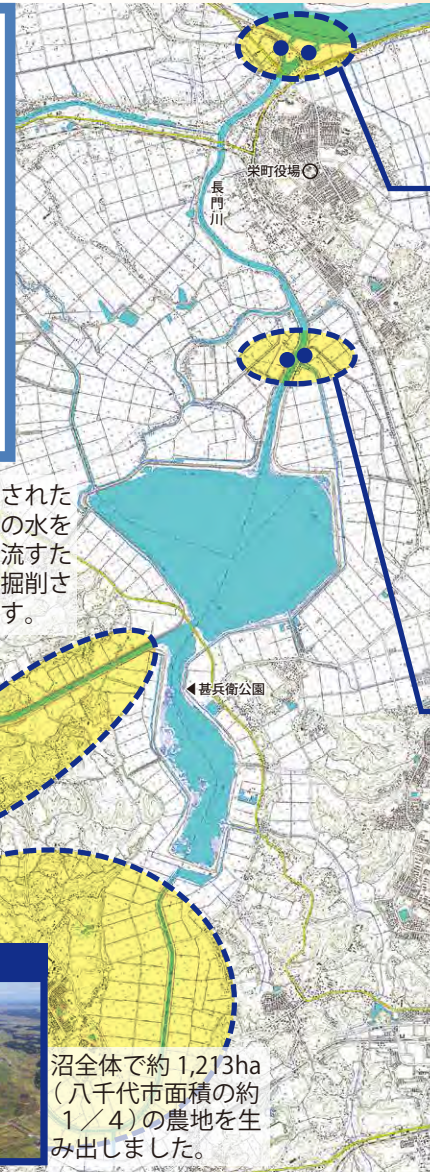 栄町役場
長門川
された
の水を
流すた
掘削さ
す。
甚兵衛公園
沼全体で約 1,213ha
(八千代市面積の約
1/4)の農地を生
み出しました。